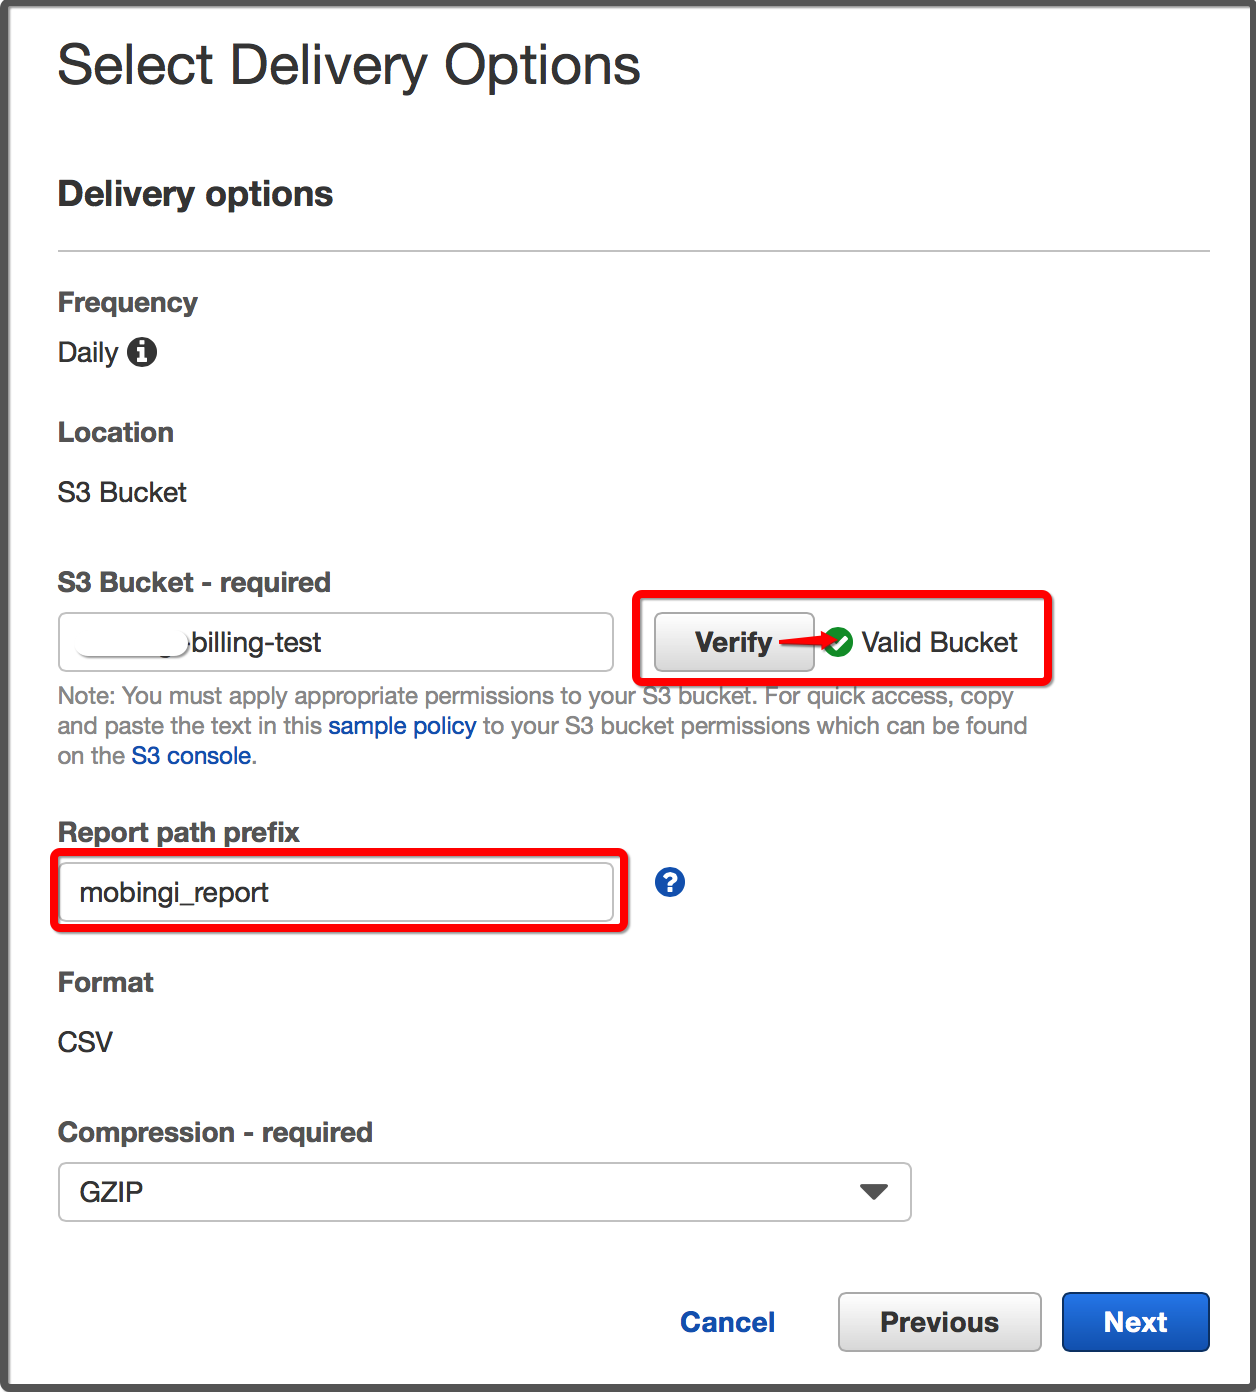 Select Delivery Options
Delivery options
Frequency
Daily
Location
S3 Bucket
S3 Bucket - required
-billing-test
Verify
Valid Bucket
Note: You must apply appropriate permissions to your S3 bucket. For quick access, copy
and paste the text in this sample policy to your S3 bucket permissions which can be found
on the S3 console.
Report path prefix
mobingi_report
?
Format
CSV
Compression - required
GZIP
Cancel
Previous
Next